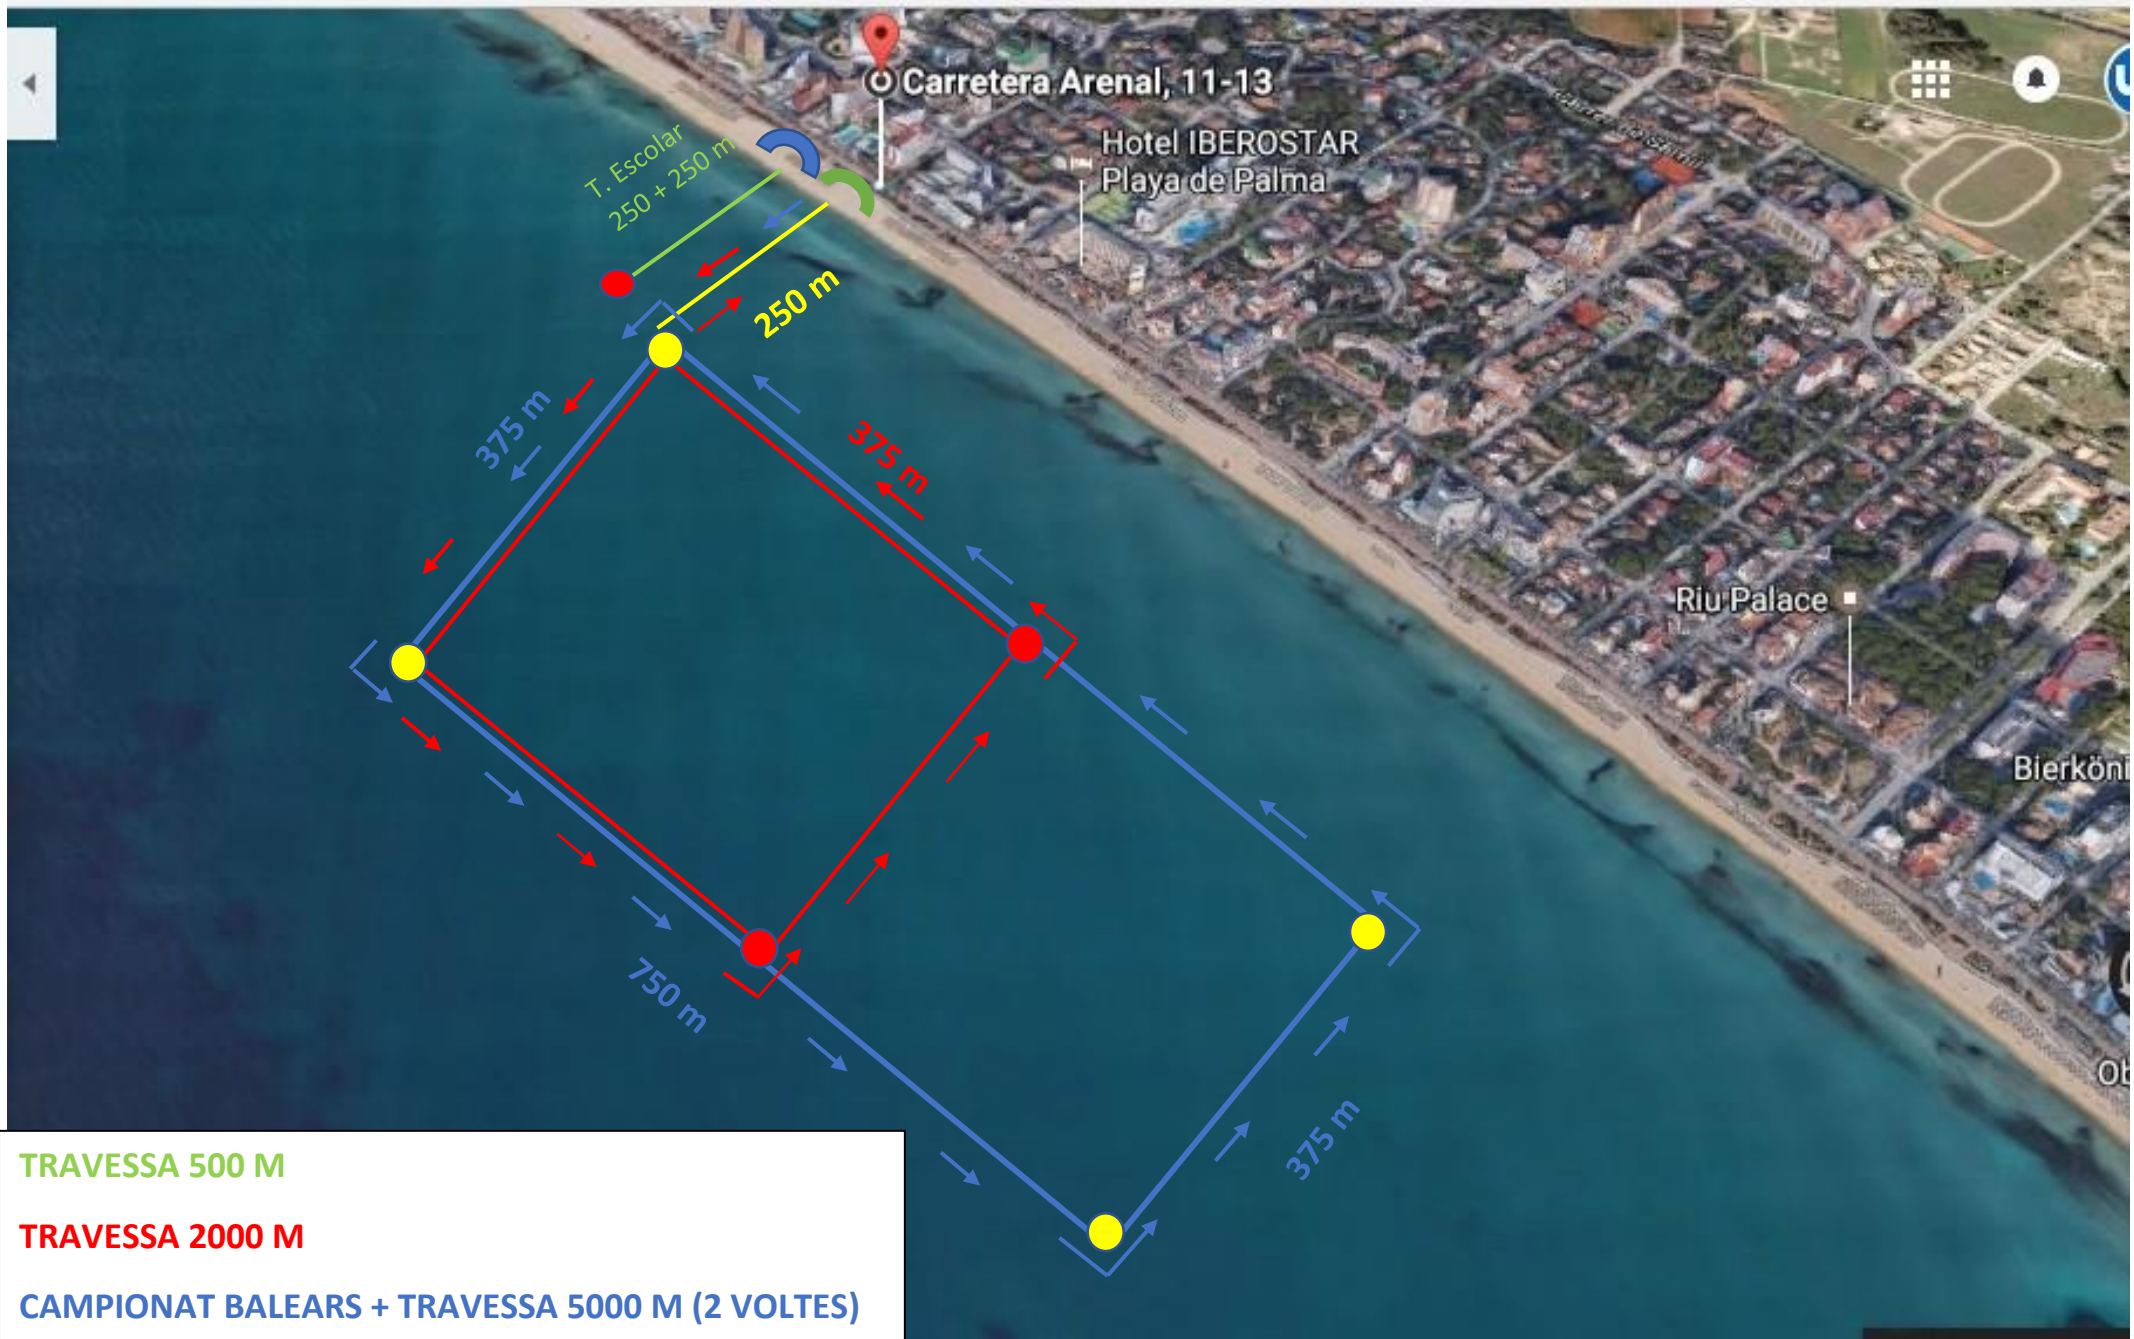 Carretera Arenal, 11-13
Hotel IBEROSTAR
Playa de Palma
T. Escolar
250 + 250 m
250 m
375 m
375 m
Riu Palace
Bierköni
750 m
Ob
375 m
TRAVESSA 500 M
TRAVESSA 2000 M
CAMPIONAT BALEARS + TRAVESSA 5000 M (2 VOLTES)